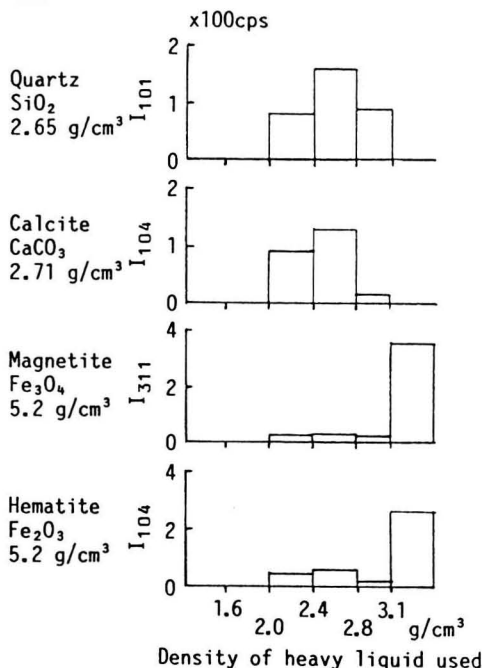 x100cps
Quartz
SiO₂
2.65 g/cm³
I₁₀₁
2
1
0
Calcite
CaCO₃
2.71 g/cm³
I₁₀₄
2
1
0
Magnetite
Fe₃O₄
5.2 g/cm³
I₃₁₁
4
2
0
Hematite
Fe₂O₃
5.2 g/cm³
I₁₀₄
4
2
0
1.6 2.4 3.1
2.0 2.8 g/cm³
Density of heavy liquid used